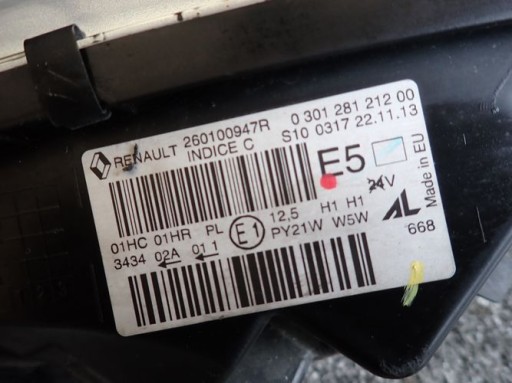 RENAULT 260100947R 0 301 281 212 00
INDICE C S10 0317 22.11.13
E5
24V
Made in EU
AL
668
01HC 01HR PL E1 12,5 H1 H1
3434 02A 01 1 PY21W W5W